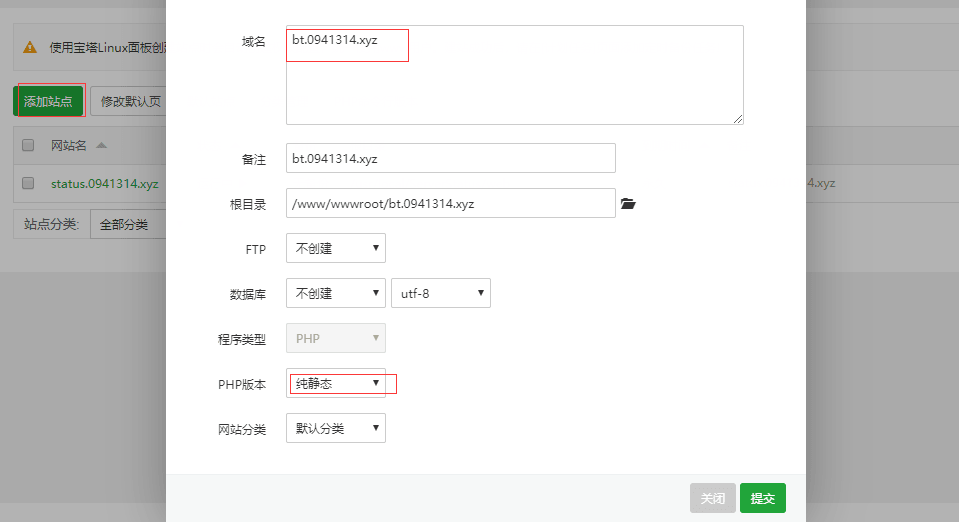 使用宝塔Linux面板创建
添加站点
修改默认页
网站名
status.0941314.xyz
4.xyz
站点分类:
全部分类
域名
bt.0941314.xyz
备注
bt.0941314.xyz
根目录
/www/wwwroot/bt.0941314.xyz
FTP
不创建
数据库
不创建
utf-8
程序类型
PHP
PHP版本
纯静态
网站分类
默认分类
关闭
提交